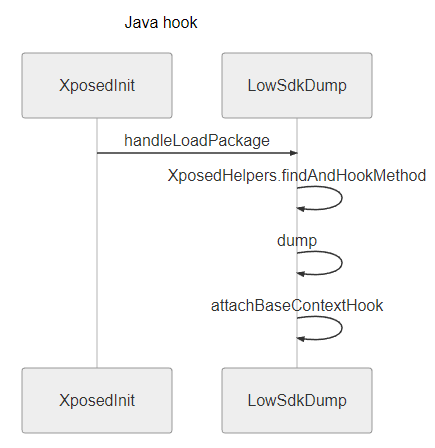 Java hook
XposedInit
LowSdkDump
handleLoadPackage
XposedHelpers.findAndHookMethod
dump
attachBaseContextHook
XposedInit
LowSdkDump